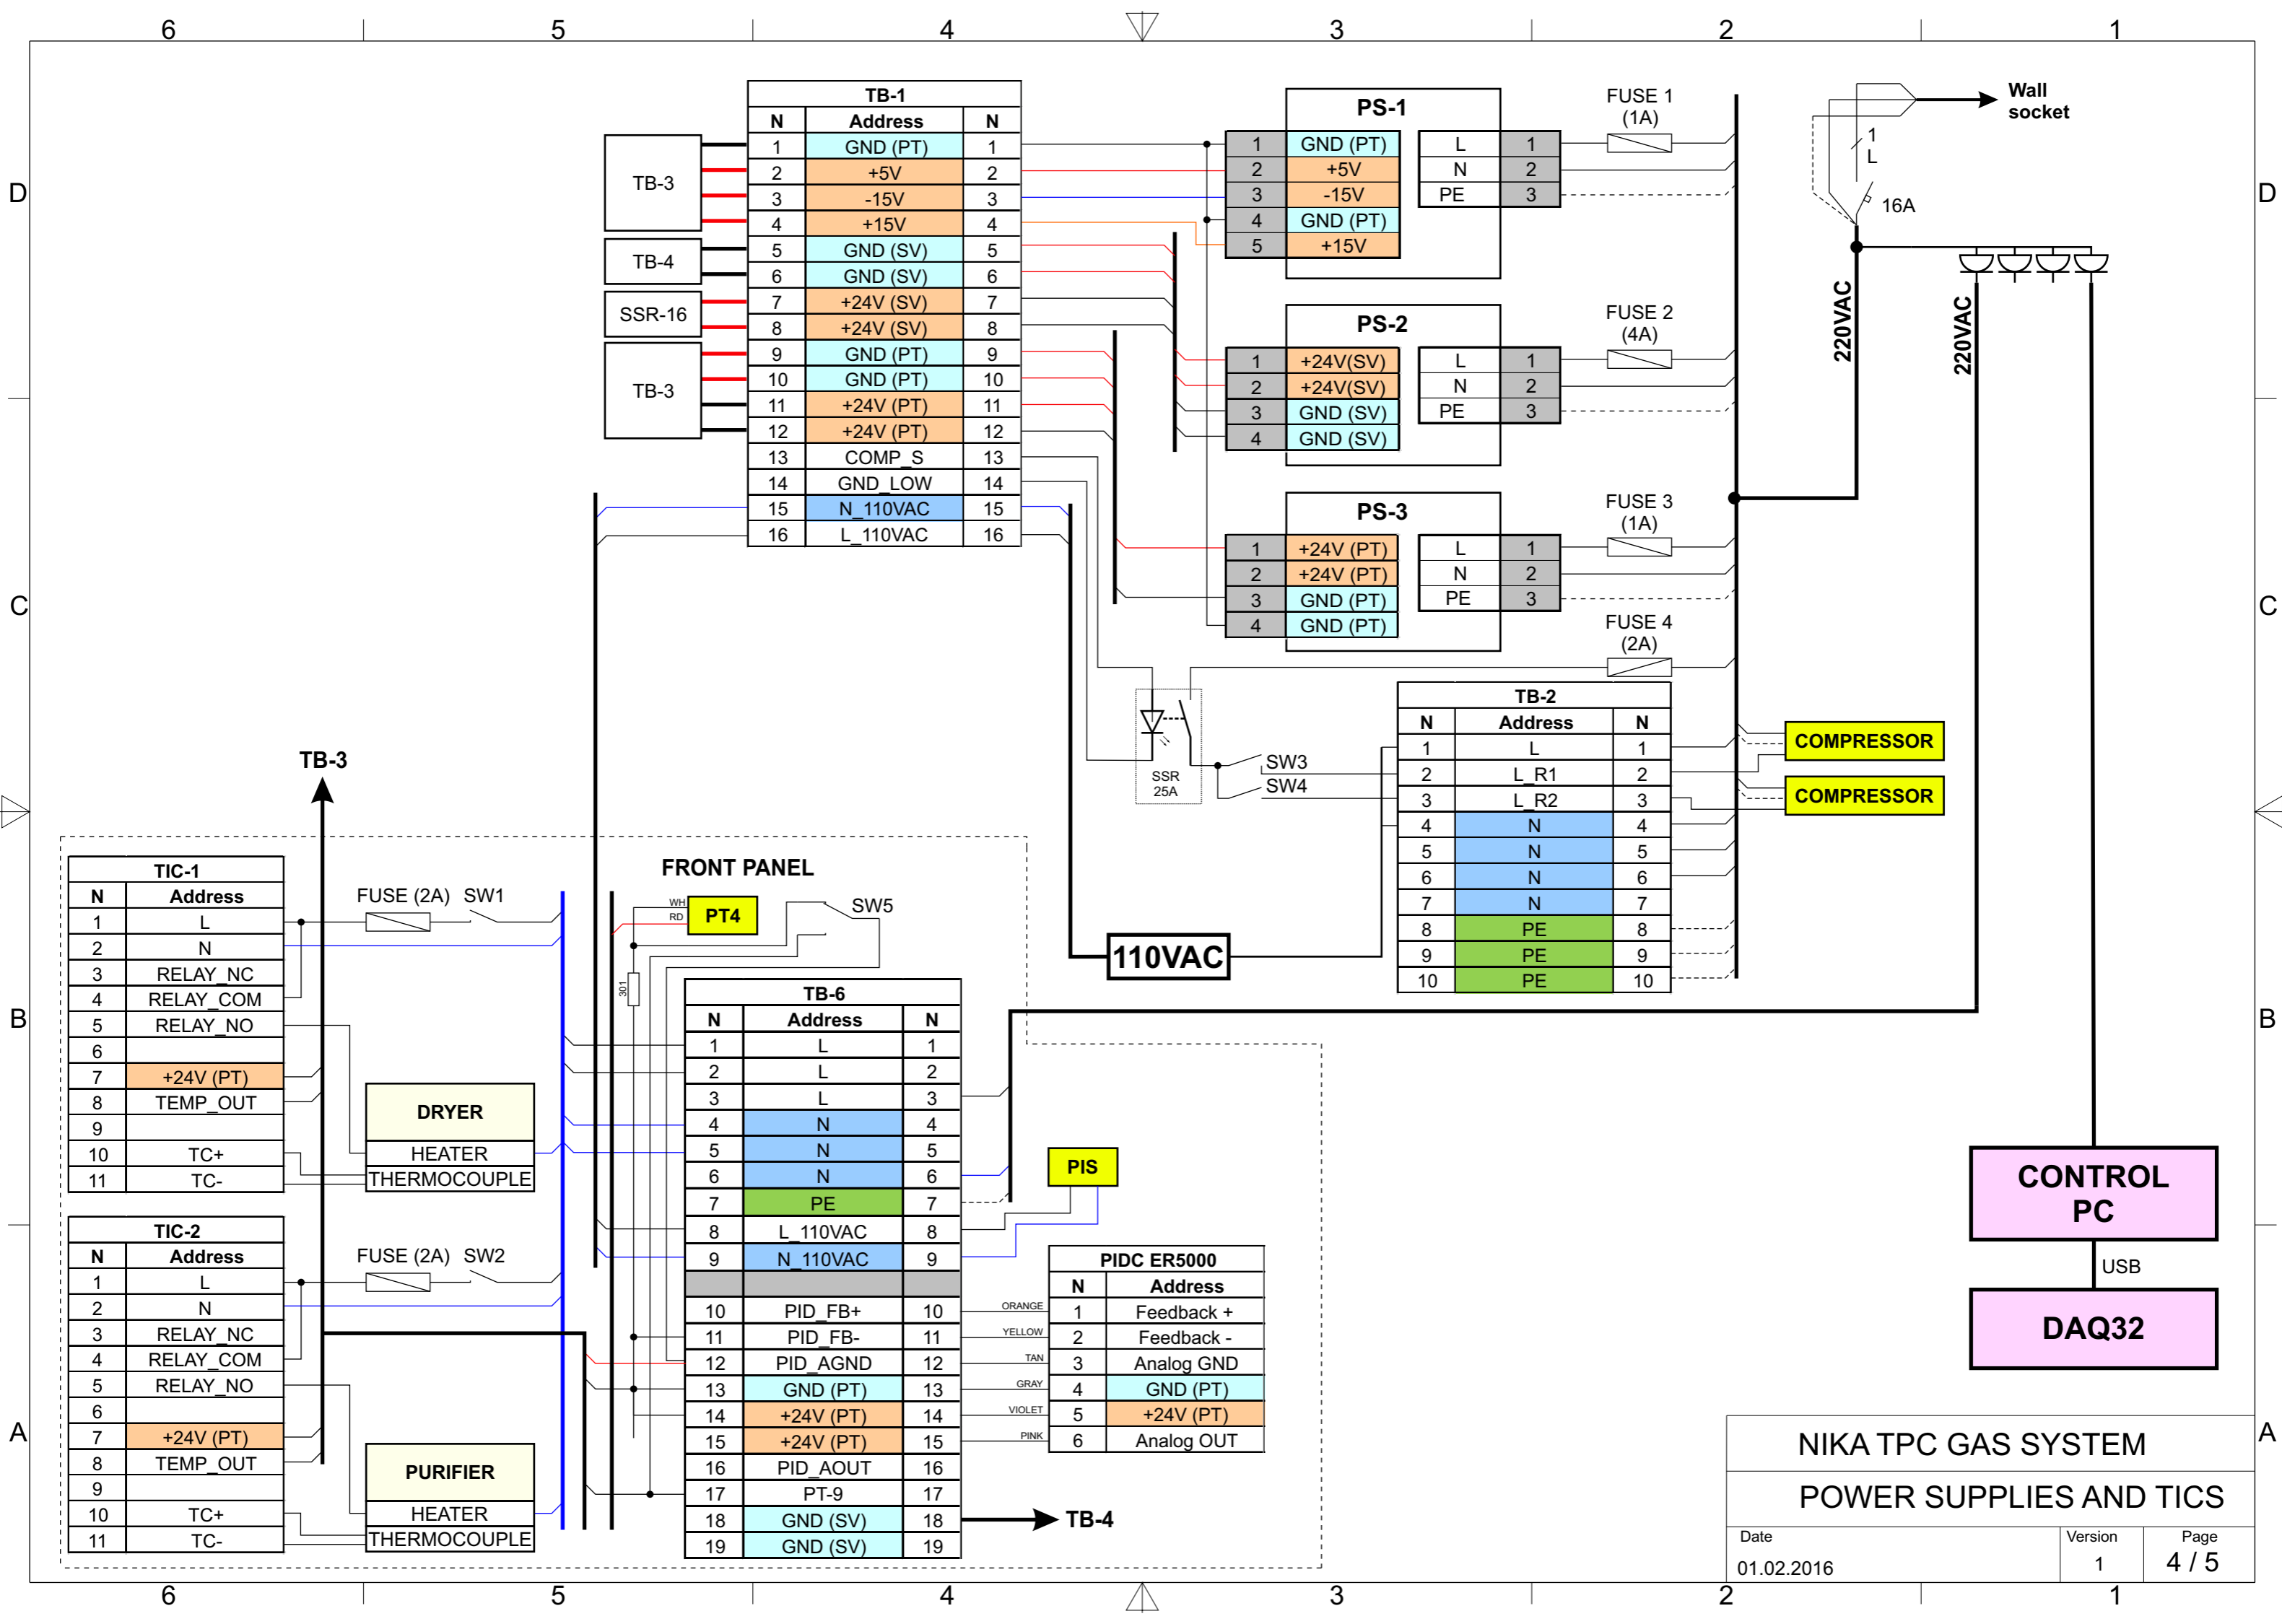 6 5 4 3 2 1
D
C
B
A
D
C
B
A
TB-1
N Address N
1 GND (PT) 1
2 +5V 2
3 -15V 3
4 +15V 4
5 GND (SV) 5
6 GND (SV) 6
7 +24V (SV) 7
8 +24V (SV) 8
9 GND (PT) 9
10 GND (PT) 10
11 +24V (PT) 11
12 +24V (PT) 12
13 COMP_S 13
14 GND_LOW 14
15 N_110VAC 15
16 L_110VAC 16
TB-3
TB-4
SSR-16
TB-3
PS-1
1 GND (PT)
2 +5V
3 -15V
4 GND (PT)
5 +15V
L 1
N 2
PE 3
FUSE 1
(1A)
PS-2
1 +24V(SV)
2 +24V(SV)
3 GND (SV)
4 GND (SV)
L 1
N 2
PE 3
FUSE 2
(4A)
PS-3
1 +24V (PT)
2 +24V (PT)
3 GND (PT)
4 GND (PT)
L 1
N 2
PE 3
FUSE 3
(1A)
FUSE 4
(2A)
Wall
socket
1
L
16A
220VAC
220VAC
SSR
25A
SW3
SW4
TB-2
N Address N
1 L 1
2 L_R1 2
3 L_R2 3
4 N 4
5 N 5
6 N 6
7 N 7
8 PE 8
9 PE 9
10 PE 10
COMPRESSOR
COMPRESSOR
110VAC
TB-3
FRONT PANEL
TIC-1
N Address
1 L
2 N
3 RELAY_NC
4 RELAY_COM
5 RELAY_NO
6
7 +24V (PT)
8 TEMP_OUT
9
10 TC+
11 TC-
FUSE (2A) SW1
DRYER
HEATER
THERMOCOUPLE
TIC-2
N Address
1 L
2 N
3 RELAY_NC
4 RELAY_COM
5 RELAY_NO
6
7 +24V (PT)
8 TEMP_OUT
9
10 TC+
11 TC-
FUSE (2A) SW2
PURIFIER
HEATER
THERMOCOUPLE
WH
RD
PT4
SW5
301
TB-6
N Address N
1 L 1
2 L 2
3 L 3
4 N 4
5 N 5
6 N 6
7 PE 7
8 L_110VAC 8
9 N_110VAC 9
10 PID_FB+ 10
11 PID_FB- 11
12 PID_AGND 12
13 GND (PT) 13
14 +24V (PT) 14
15 +24V (PT) 15
16 PID_AOUT 16
17 PT-9 17
18 GND (SV) 18
19 GND (SV) 19
TB-4
PIS
ORANGE
YELLOW
TAN
GRAY
VIOLET
PINK
PIDC ER5000
N Address
1 Feedback +
2 Feedback -
3 Analog GND
4 GND (PT)
5 +24V (PT)
6 Analog OUT
CONTROL
PC
USB
DAQ32
NIKA TPC GAS SYSTEM
POWER SUPPLIES AND TICS
Date Version Page
01.02.2016 1 4 / 5
6 5 4 3 2 1